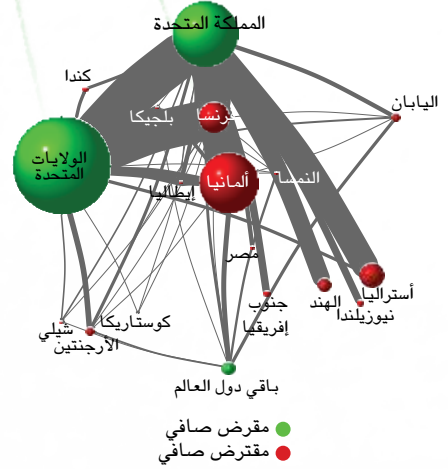 المملكة المتحدة
كندا
اليابان
بلجيكا
فرنسا
الولايات
المتحدة
ألمانيا
النمسا
إيطاليا
مصر
أستراليا
الهند
نيوزيلندا
جنوب
إفريقيا
كوستاريكا
شيلي
الأرجنتين
باقي دول العالم
مقرض صافي
مقترض صافي